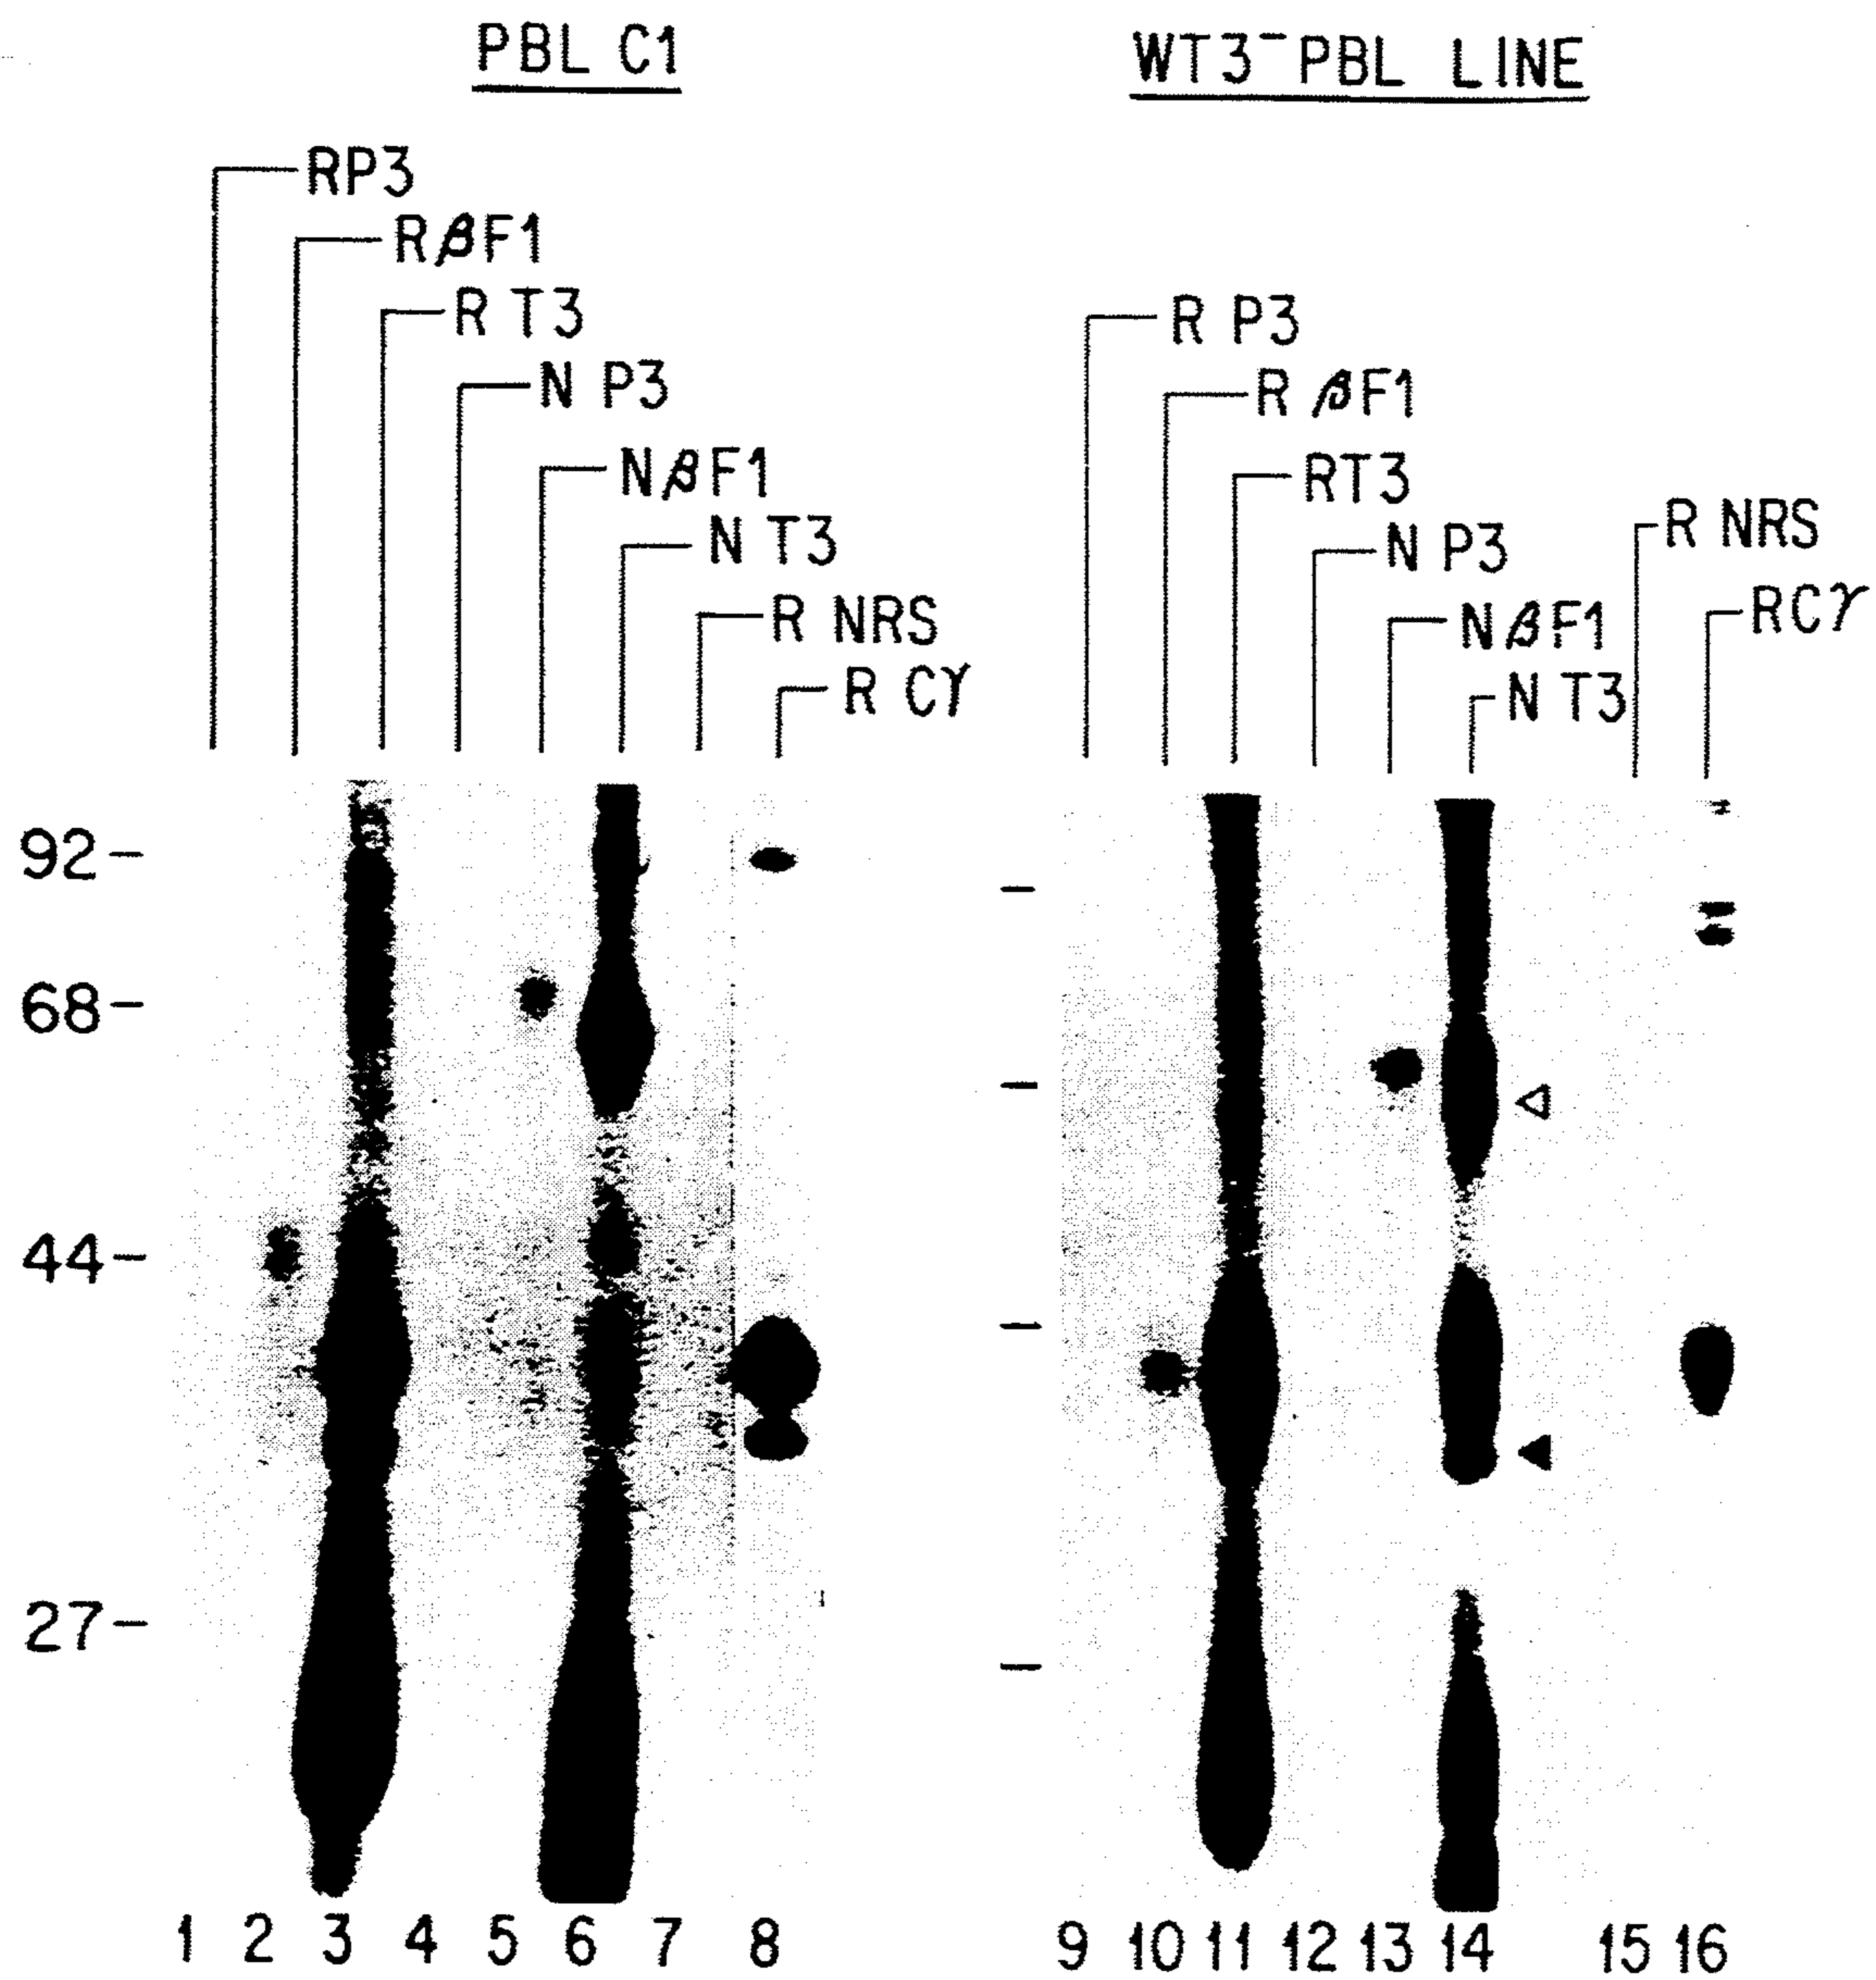 PBL C1
WT3⁻ PBL LINE
RP3
RβF1
R T3
N P3
NβF1
N T3
R NRS
R Cγ
R P3
R βF1
RT3
N P3
NβF1
N T3
R NRS
RCγ
92-
68-
44-
27-
1 2 3 4 5 6 7 8
9 10 11 12 13 14 15 16